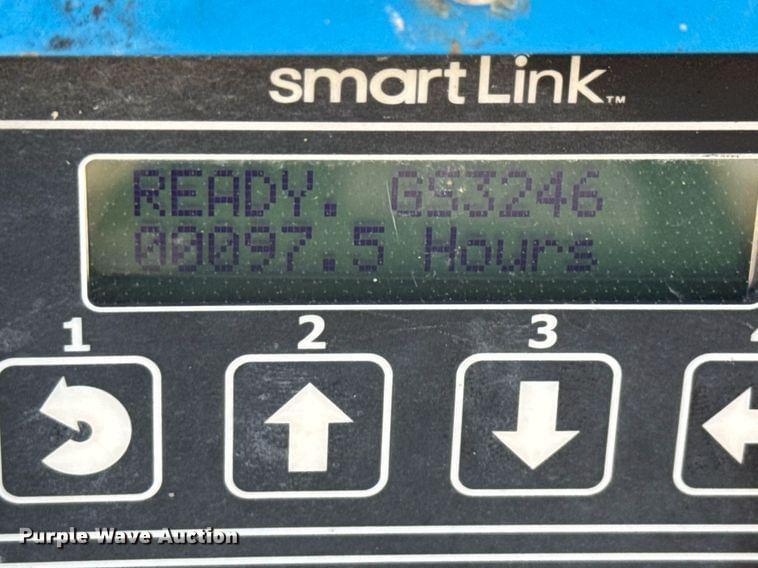 smartLink™
READY. GS3246
00097.5 Hours
1 2 3
Purple Wave Auction